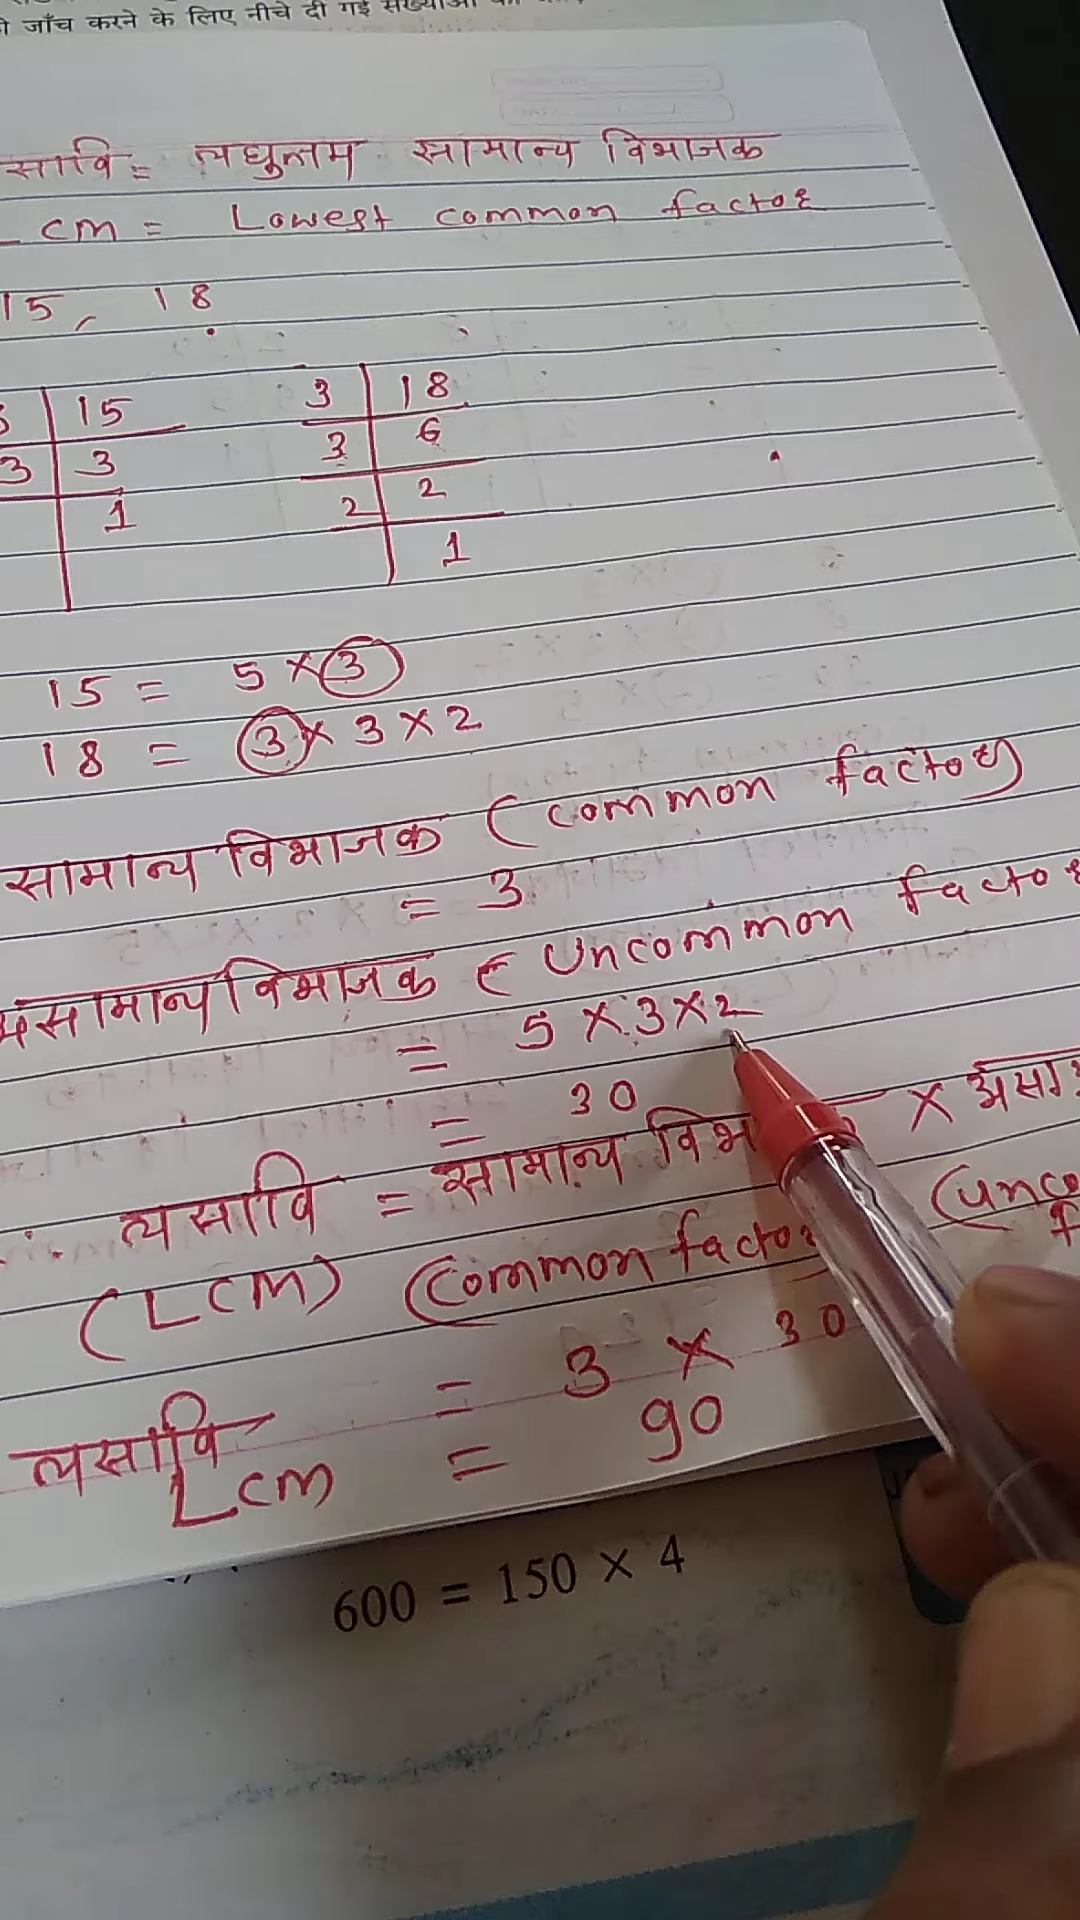 जाँच करने के लिए नीचे दी गई
सावि = लघुत्तम सामान्य विभाजक
L CM = Lowest common factor
15, 18
15 3 18
3 3 3 6
1 2 2
1
15 = 5 × 3
18 = 3 × 3 × 2
सामान्य विभाजक (Common factor)
= 3
असामान्य विभाजक ( Uncommon factor
= 5 × 3 × 2
= 30
∴ लसावि = सामान्य विभा × असा
(LCM) (Common factor (unco
= 3 × 30
लसावि
LCM = 90
600 = 150 × 4